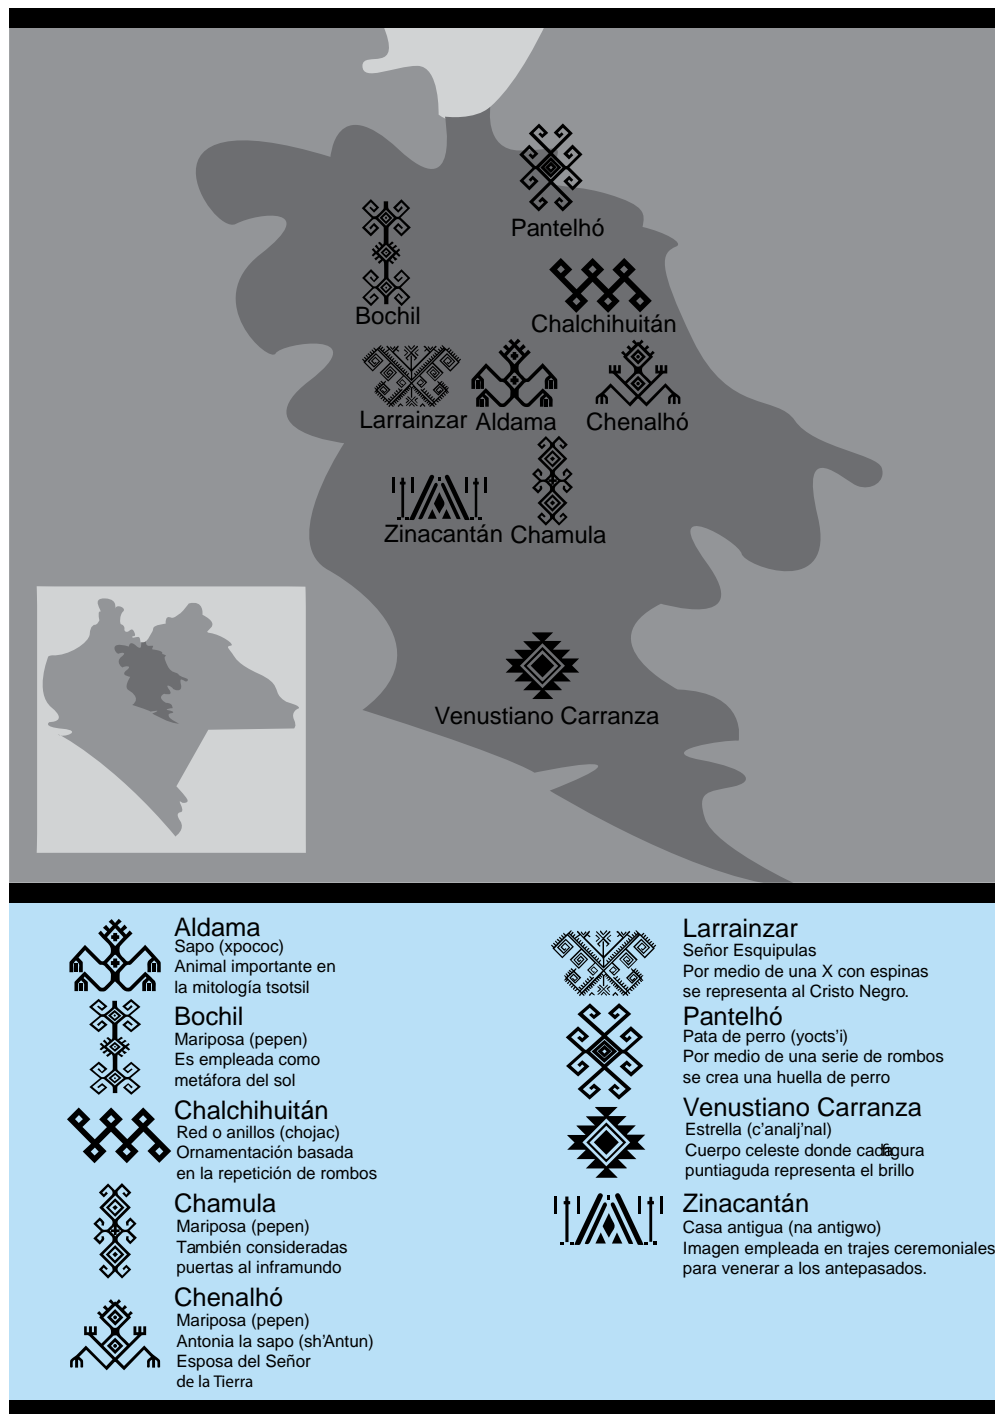 Pantelhó
Bochil
Chalchihuitán
Larrainzar Aldama Chenalhó
Zinacantán Chamula
Venustiano Carranza
Aldama
Sapo (xpococ)
Animal importante en
la mitología tsotsil
Bochil
Mariposa (pepen)
Es empleada como
metáfora del sol
Chalchihuitán
Red o anillos (chojac)
Ornamentación basada
en la repetición de rombos
Chamula
Mariposa (pepen)
También consideradas
puertas al inframundo
Chenalhó
Mariposa (pepen)
Antonia la sapo (sh’Antun)
Esposa del Señor
de la Tierra
Larrainzar
Señor Esquipulas
Por medio de una X con espinas
se representa al Cristo Negro.
Pantelhó
Pata de perro (yocts’i)
Por medio de una serie de rombos
se crea una huella de perro
Venustiano Carranza
Estrella (c’analj’nal)
Cuerpo celeste donde cada figura
puntiaguda representa el brillo
Zinacantán
Casa antigua (na antigwo)
Imagen empleada en trajes ceremoniales
para venerar a los antepasados.